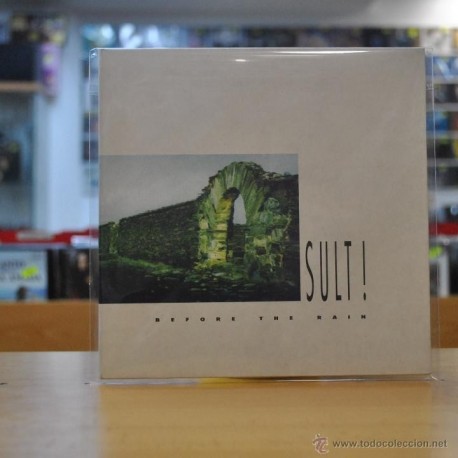 SULT!
BEFORE THE RAIN
© www.todocoleccion.net